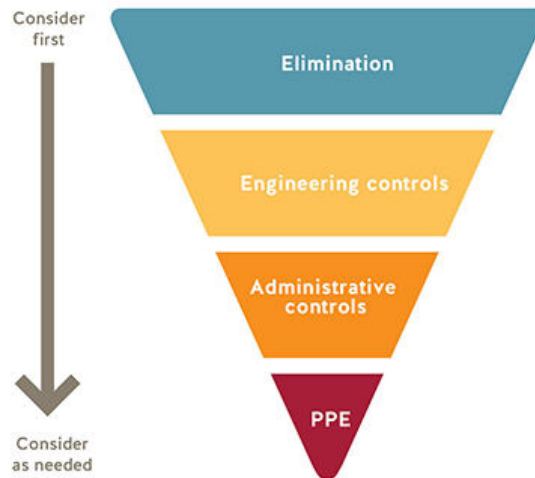 Consider
first
Elimination
Engineering controls
Administrative
controls
PPE
Consider
as needed